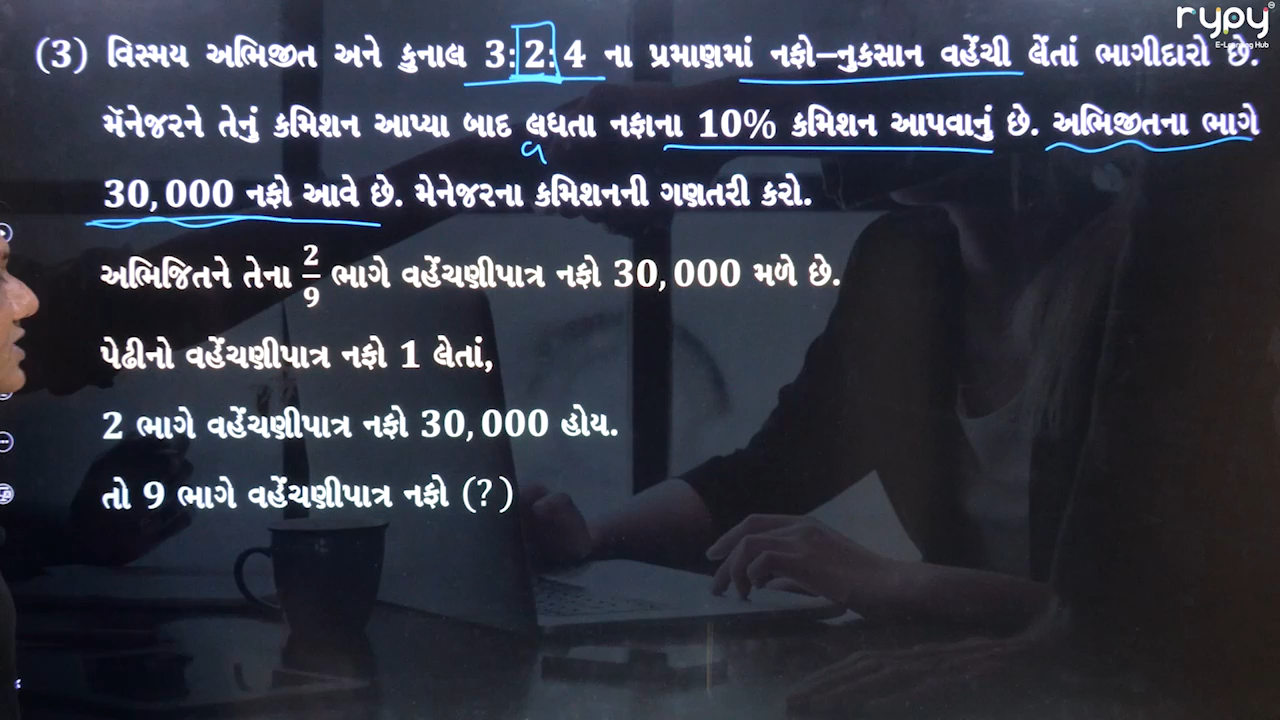 rypy
E-Learning Hub
(3) વિસ્મય અભિજીત અને કુનાલ 3:2:4 ના પ્રમાણમાં નફો–નુકસાન વહેંચી લેંતાં ભાગીદારો છે.
મૅનેજરને તેનું કમિશન આપ્યા બાદ લધતા નફાના 10% કમિશન આપવાનું છે. અભિજીતના ભાગે
વ
30,000 નફો આવે છે. મેનેજરના કમિશનની ગણતરી કરો.
અભિજિતને તેના 2/9 ભાગે વહેંચણીપાત્ર નફો 30,000 મળે છે.
પેઢીનો વહેંચણીપાત્ર નફો 1 લેતાં,
2 ભાગે વહેંચણીપાત્ર નફો 30,000 હોય.
તો 9 ભાગે વહેંચણીપાત્ર નફો (?)